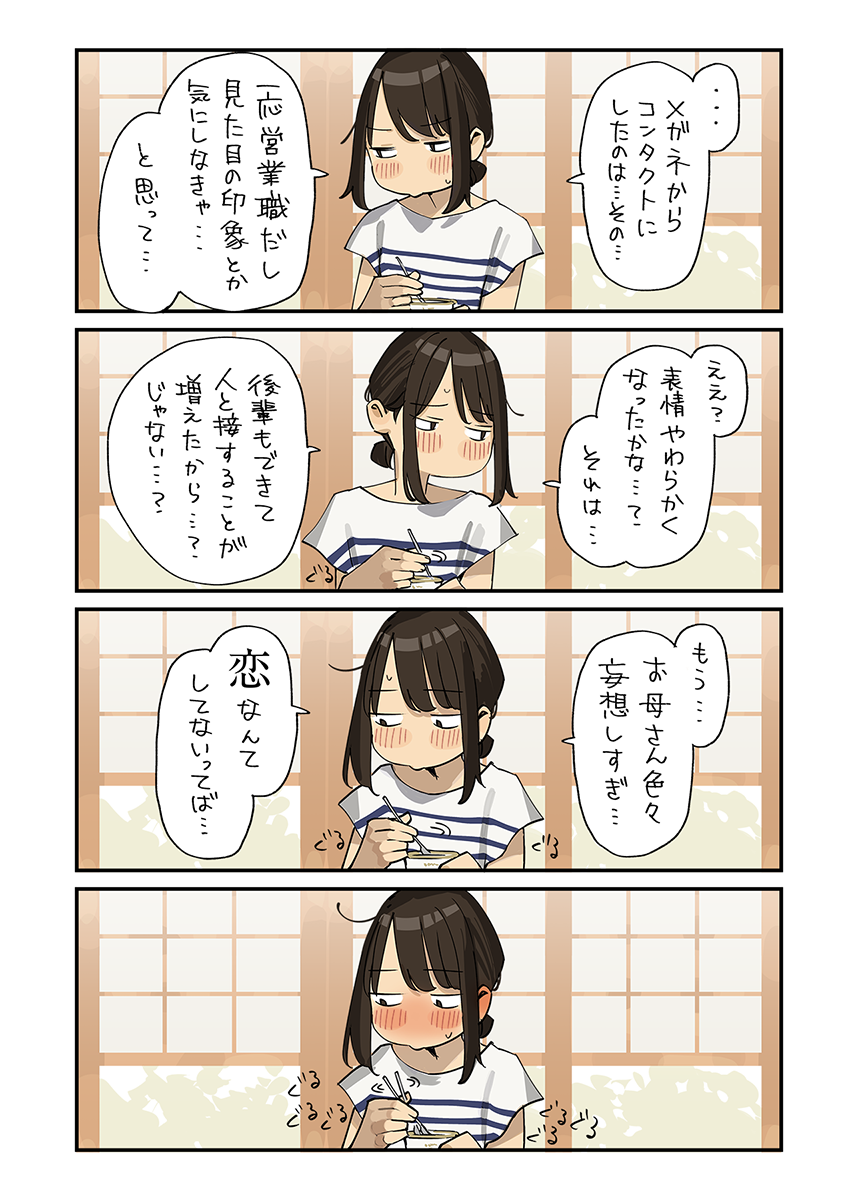 ・・・
メガネから
コンタクトに
したのは…その…
一応営業職だし
見た目の印象とか
気にしなきゃ…
と思って…
ええ?
表情やわらかく
なったかな…?
それは…
後輩もできて
人と接することが
増えたから…?
じゃない…?
ぐる
もう…
お母さん色々
妄想しすぎ…
恋なんて
してないってば…
ぐる
ぐる
ぐる
ぐる
ぐる
ぐる
ぐる
ぐる
ぐる